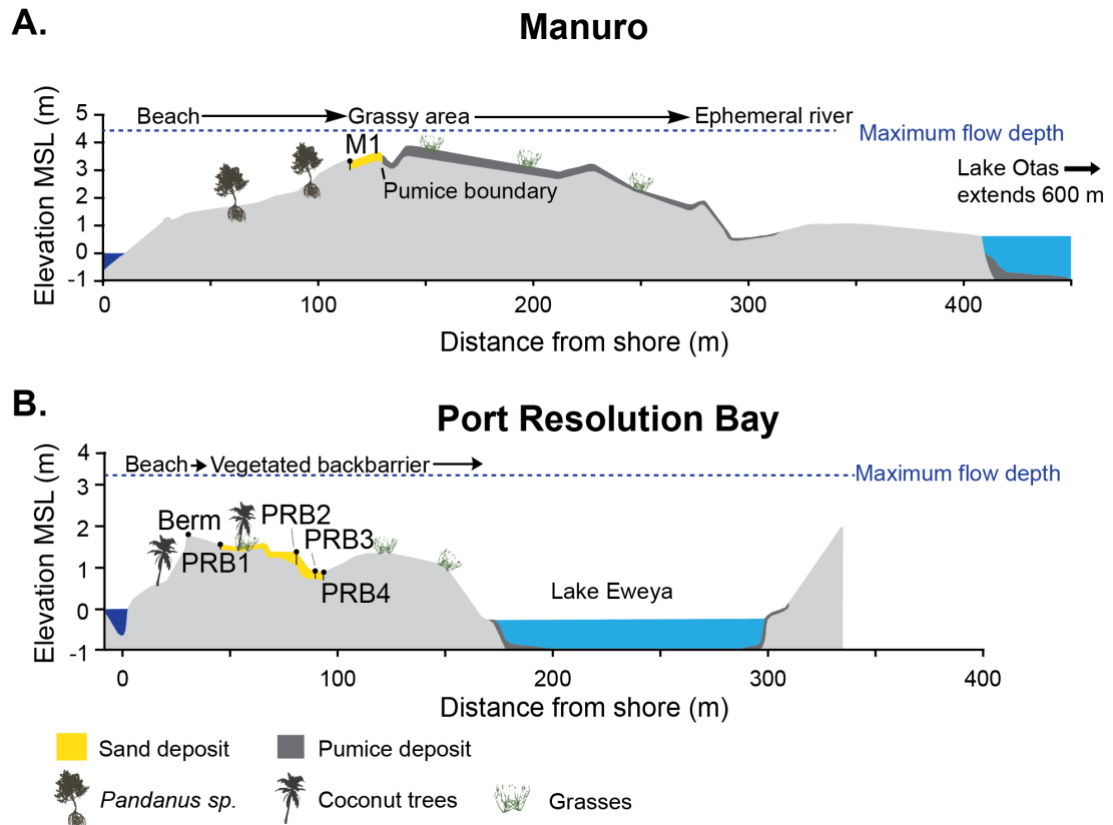 A.
Manuro
Beach
Grassy area
Ephemeral river
Maximum flow depth
M1
Pumice boundary
Lake Otas
extends 600 m
Elevation MSL (m)
5
4
3
2
1
0
-1
0
100
200
300
400
Distance from shore (m)
B.
Port Resolution Bay
Beach
Vegetated backbarrier
Maximum flow depth
Berm
PRB2
PRB3
PRB1
PRB4
Lake Eweya
Elevation MSL (m)
4
3
2
1
0
-1
0
100
200
300
400
Distance from shore (m)
Sand deposit
Pumice deposit
Pandanus sp.
Coconut trees
Grasses